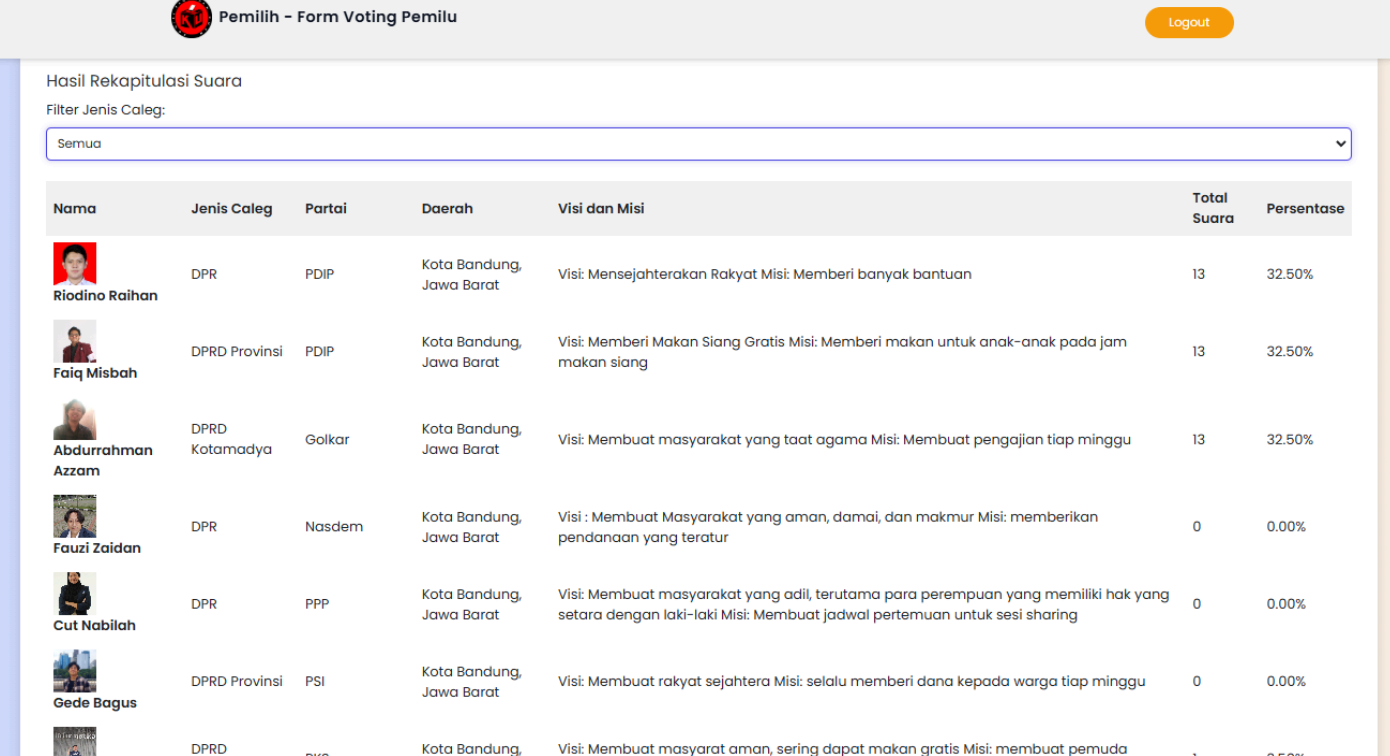 Pemilih - Form Voting Pemilu
Logout
Hasil Rekapitulasi Suara
Filter Jenis Caleg:
Semua
Nama Jenis Caleg Partai Daerah Visi dan Misi Total Suara Persentase
Riodino Raihan DPR PDIP Kota Bandung, Jawa Barat Visi: Mensejahterakan Rakyat Misi: Memberi banyak bantuan 13 32.50%
Faiq Misbah DPRD Provinsi PDIP Kota Bandung, Jawa Barat Visi: Memberi Makan Siang Gratis Misi: Memberi makan untuk anak-anak pada jam makan siang 13 32.50%
Abdurrahman Azzam DPRD Kotamadya Golkar Kota Bandung, Jawa Barat Visi: Membuat masyarakat yang taat agama Misi: Membuat pengajian tiap minggu 13 32.50%
Fauzi Zaidan DPR Nasdem Kota Bandung, Jawa Barat Visi : Membuat Masyarakat yang aman, damai, dan makmur Misi: memberikan pendanaan yang teratur 0 0.00%
Cut Nabilah DPR PPP Kota Bandung, Jawa Barat Visi: Membuat masyarakat yang adil, terutama para perempuan yang memiliki hak yang setara dengan laki-laki Misi: Membuat jadwal pertemuan untuk sesi sharing 0 0.00%
Gede Bagus DPRD Provinsi PSI Kota Bandung, Jawa Barat Visi: Membuat rakyat sejahtera Misi: selalu memberi dana kepada warga tiap minggu 0 0.00%
DPRD Kota Bandung, Visi: Membuat masyarat aman, sering dapat makan gratis Misi: membuat pemuda